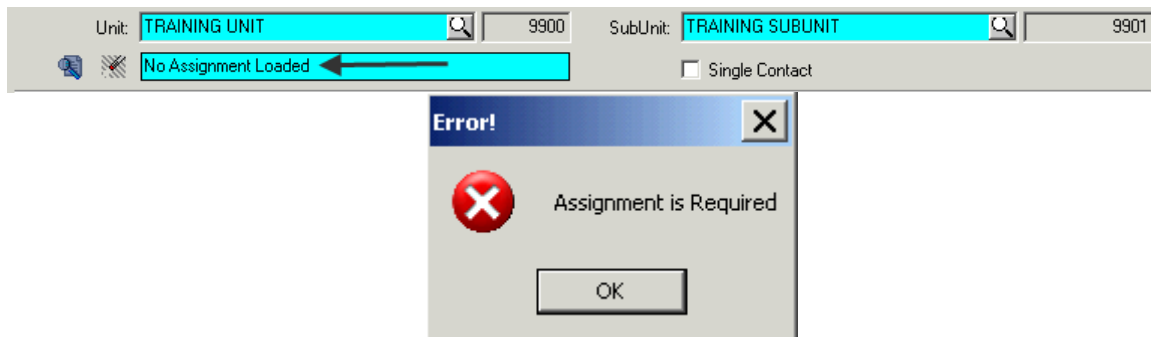 Unit: TRAINING UNIT 9900 SubUnit: TRAINING SUBUNIT 9901
No Assignment Loaded Single Contact
Error!
Assignment is Required
OK